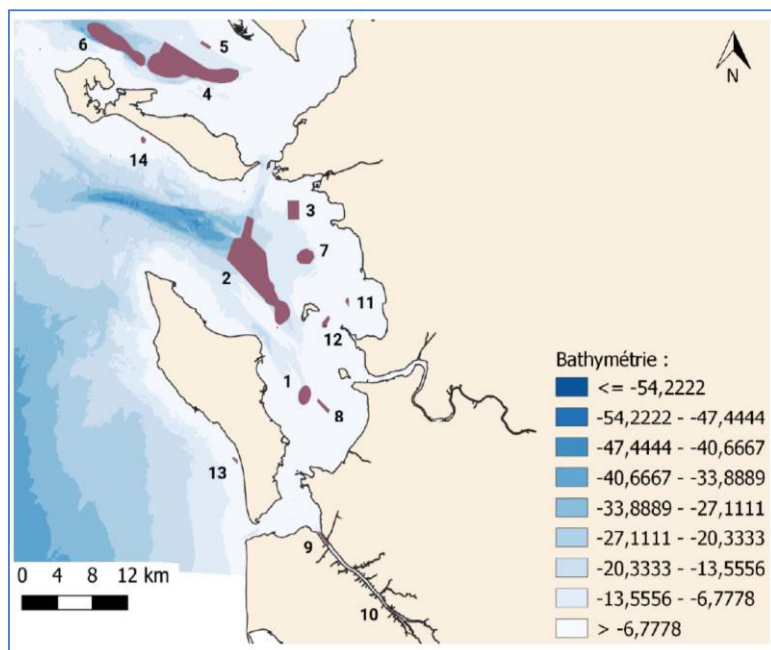 6
5
4
N
14
3
7
2
11
12
1
8
13
9
10
0 4 8 12 km
Bathymétrie :
<= -54,2222
-54,2222 - -47,4444
-47,4444 - -40,6667
-40,6667 - -33,8889
-33,8889 - -27,1111
-27,1111 - -20,3333
-20,3333 - -13,5556
-13,5556 - -6,7778
> -6,7778